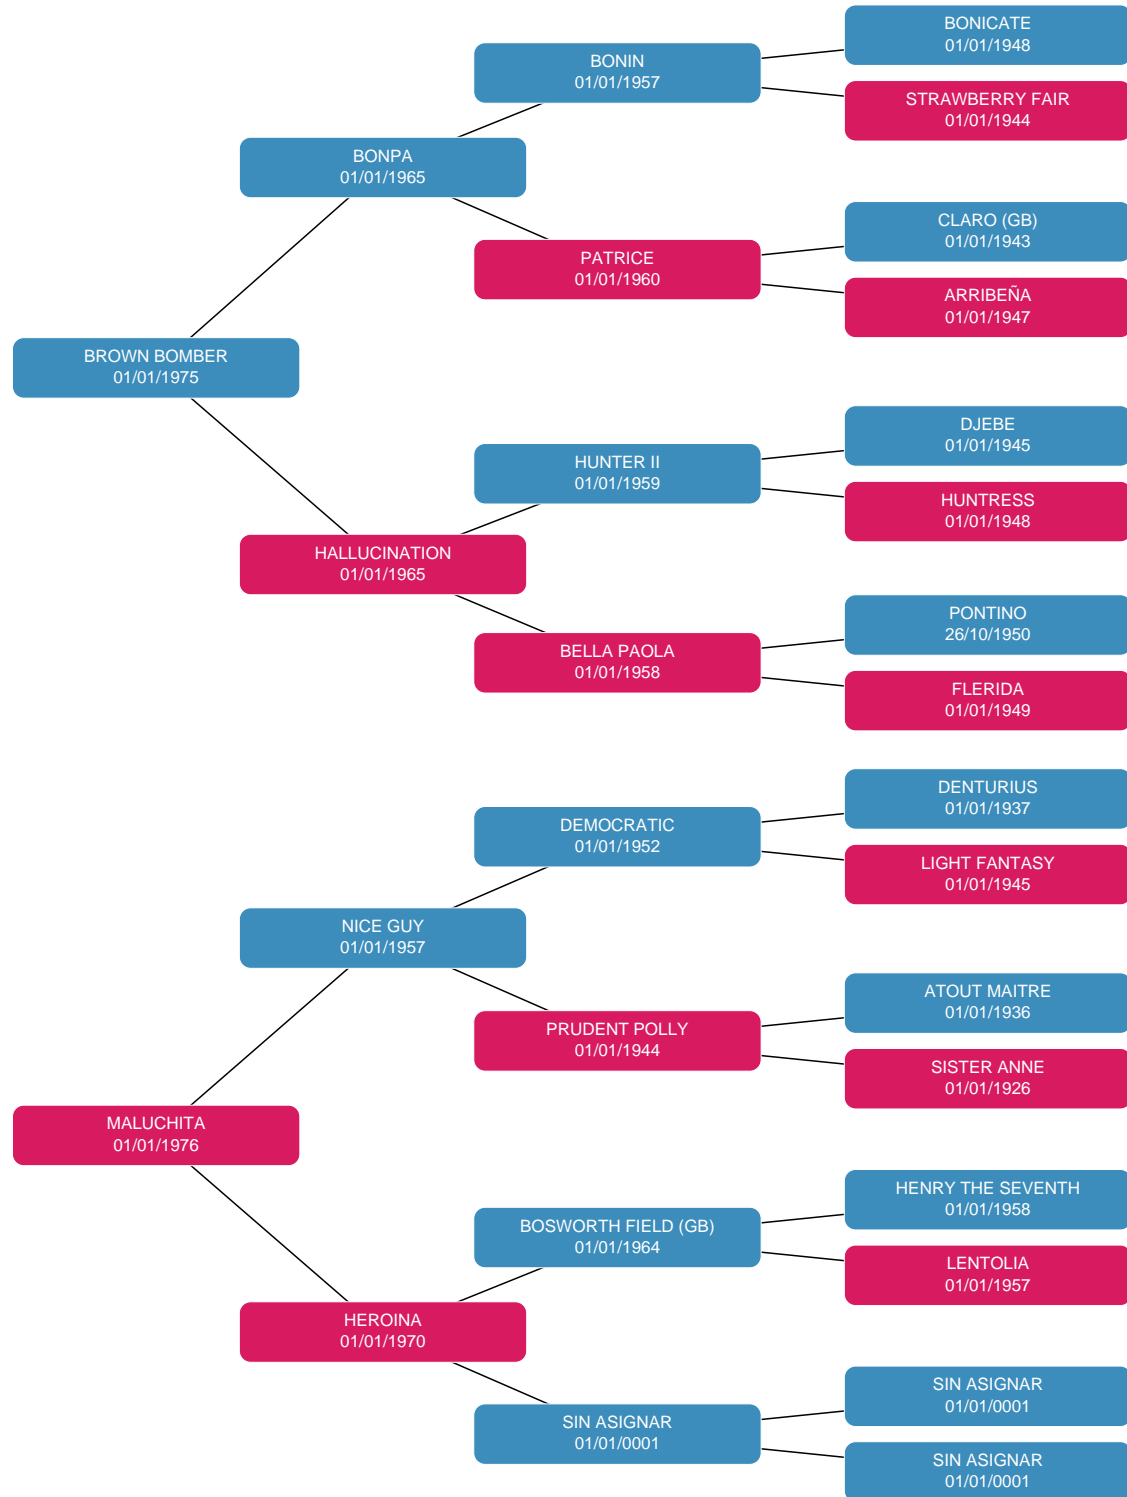 BONICATE
01/01/1948
BONIN
01/01/1957
STRAWBERRY FAIR
01/01/1944
BONPA
01/01/1965
CLARO (GB)
01/01/1943
PATRICE
01/01/1960
ARRIBEÑA
01/01/1947
BROWN BOMBER
01/01/1975
DJEBE
01/01/1945
HUNTER II
01/01/1959
HUNTRESS
01/01/1948
HALLUCINATION
01/01/1965
PONTINO
26/10/1950
BELLA PAOLA
01/01/1958
FLERIDA
01/01/1949
DENTURIUS
01/01/1937
DEMOCRATIC
01/01/1952
LIGHT FANTASY
01/01/1945
NICE GUY
01/01/1957
ATOUT MAITRE
01/01/1936
PRUDENT POLLY
01/01/1944
SISTER ANNE
01/01/1926
MALUCHITA
01/01/1976
HENRY THE SEVENTH
01/01/1958
BOSWORTH FIELD (GB)
01/01/1964
LENTOLIA
01/01/1957
HEROINA
01/01/1970
SIN ASIGNAR
01/01/0001
SIN ASIGNAR
01/01/0001
SIN ASIGNAR
01/01/0001